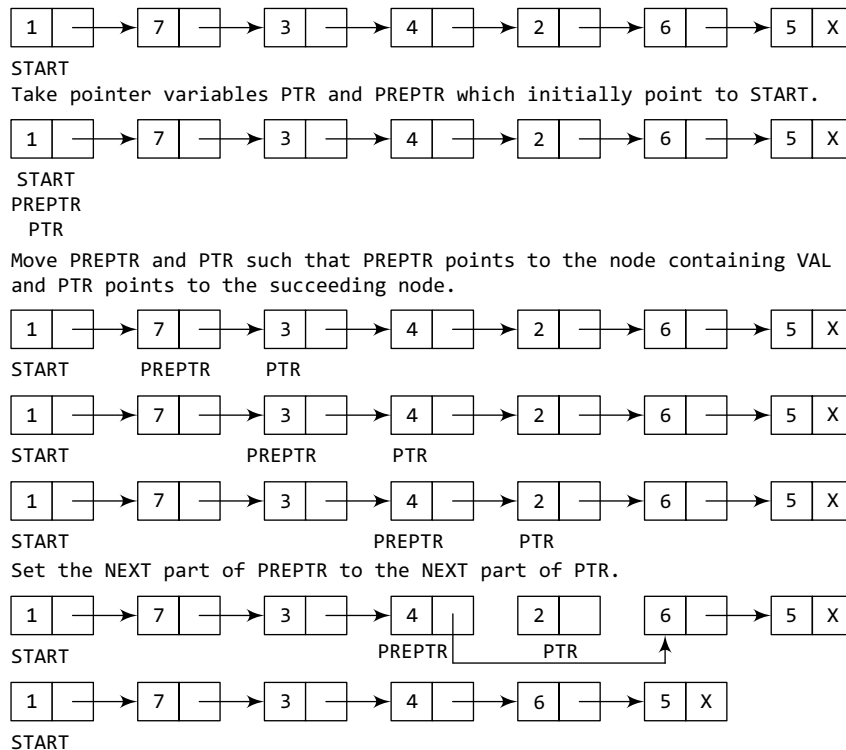 1 7 3 4 2 6 5 X
START
Take pointer variables PTR and PREPTR which initially point to START.
1 7 3 4 2 6 5 X
START
PREPTR
PTR
Move PREPTR and PTR such that PREPTR points to the node containing VAL
and PTR points to the succeeding node.
1 7 3 4 2 6 5 X
START PREPTR PTR
1 7 3 4 2 6 5 X
START PREPTR PTR
1 7 3 4 2 6 5 X
START PREPTR PTR
Set the NEXT part of PREPTR to the NEXT part of PTR.
1 7 3 4 2 6 5 X
START PREPTR PTR
1 7 3 4 6 5 X
START